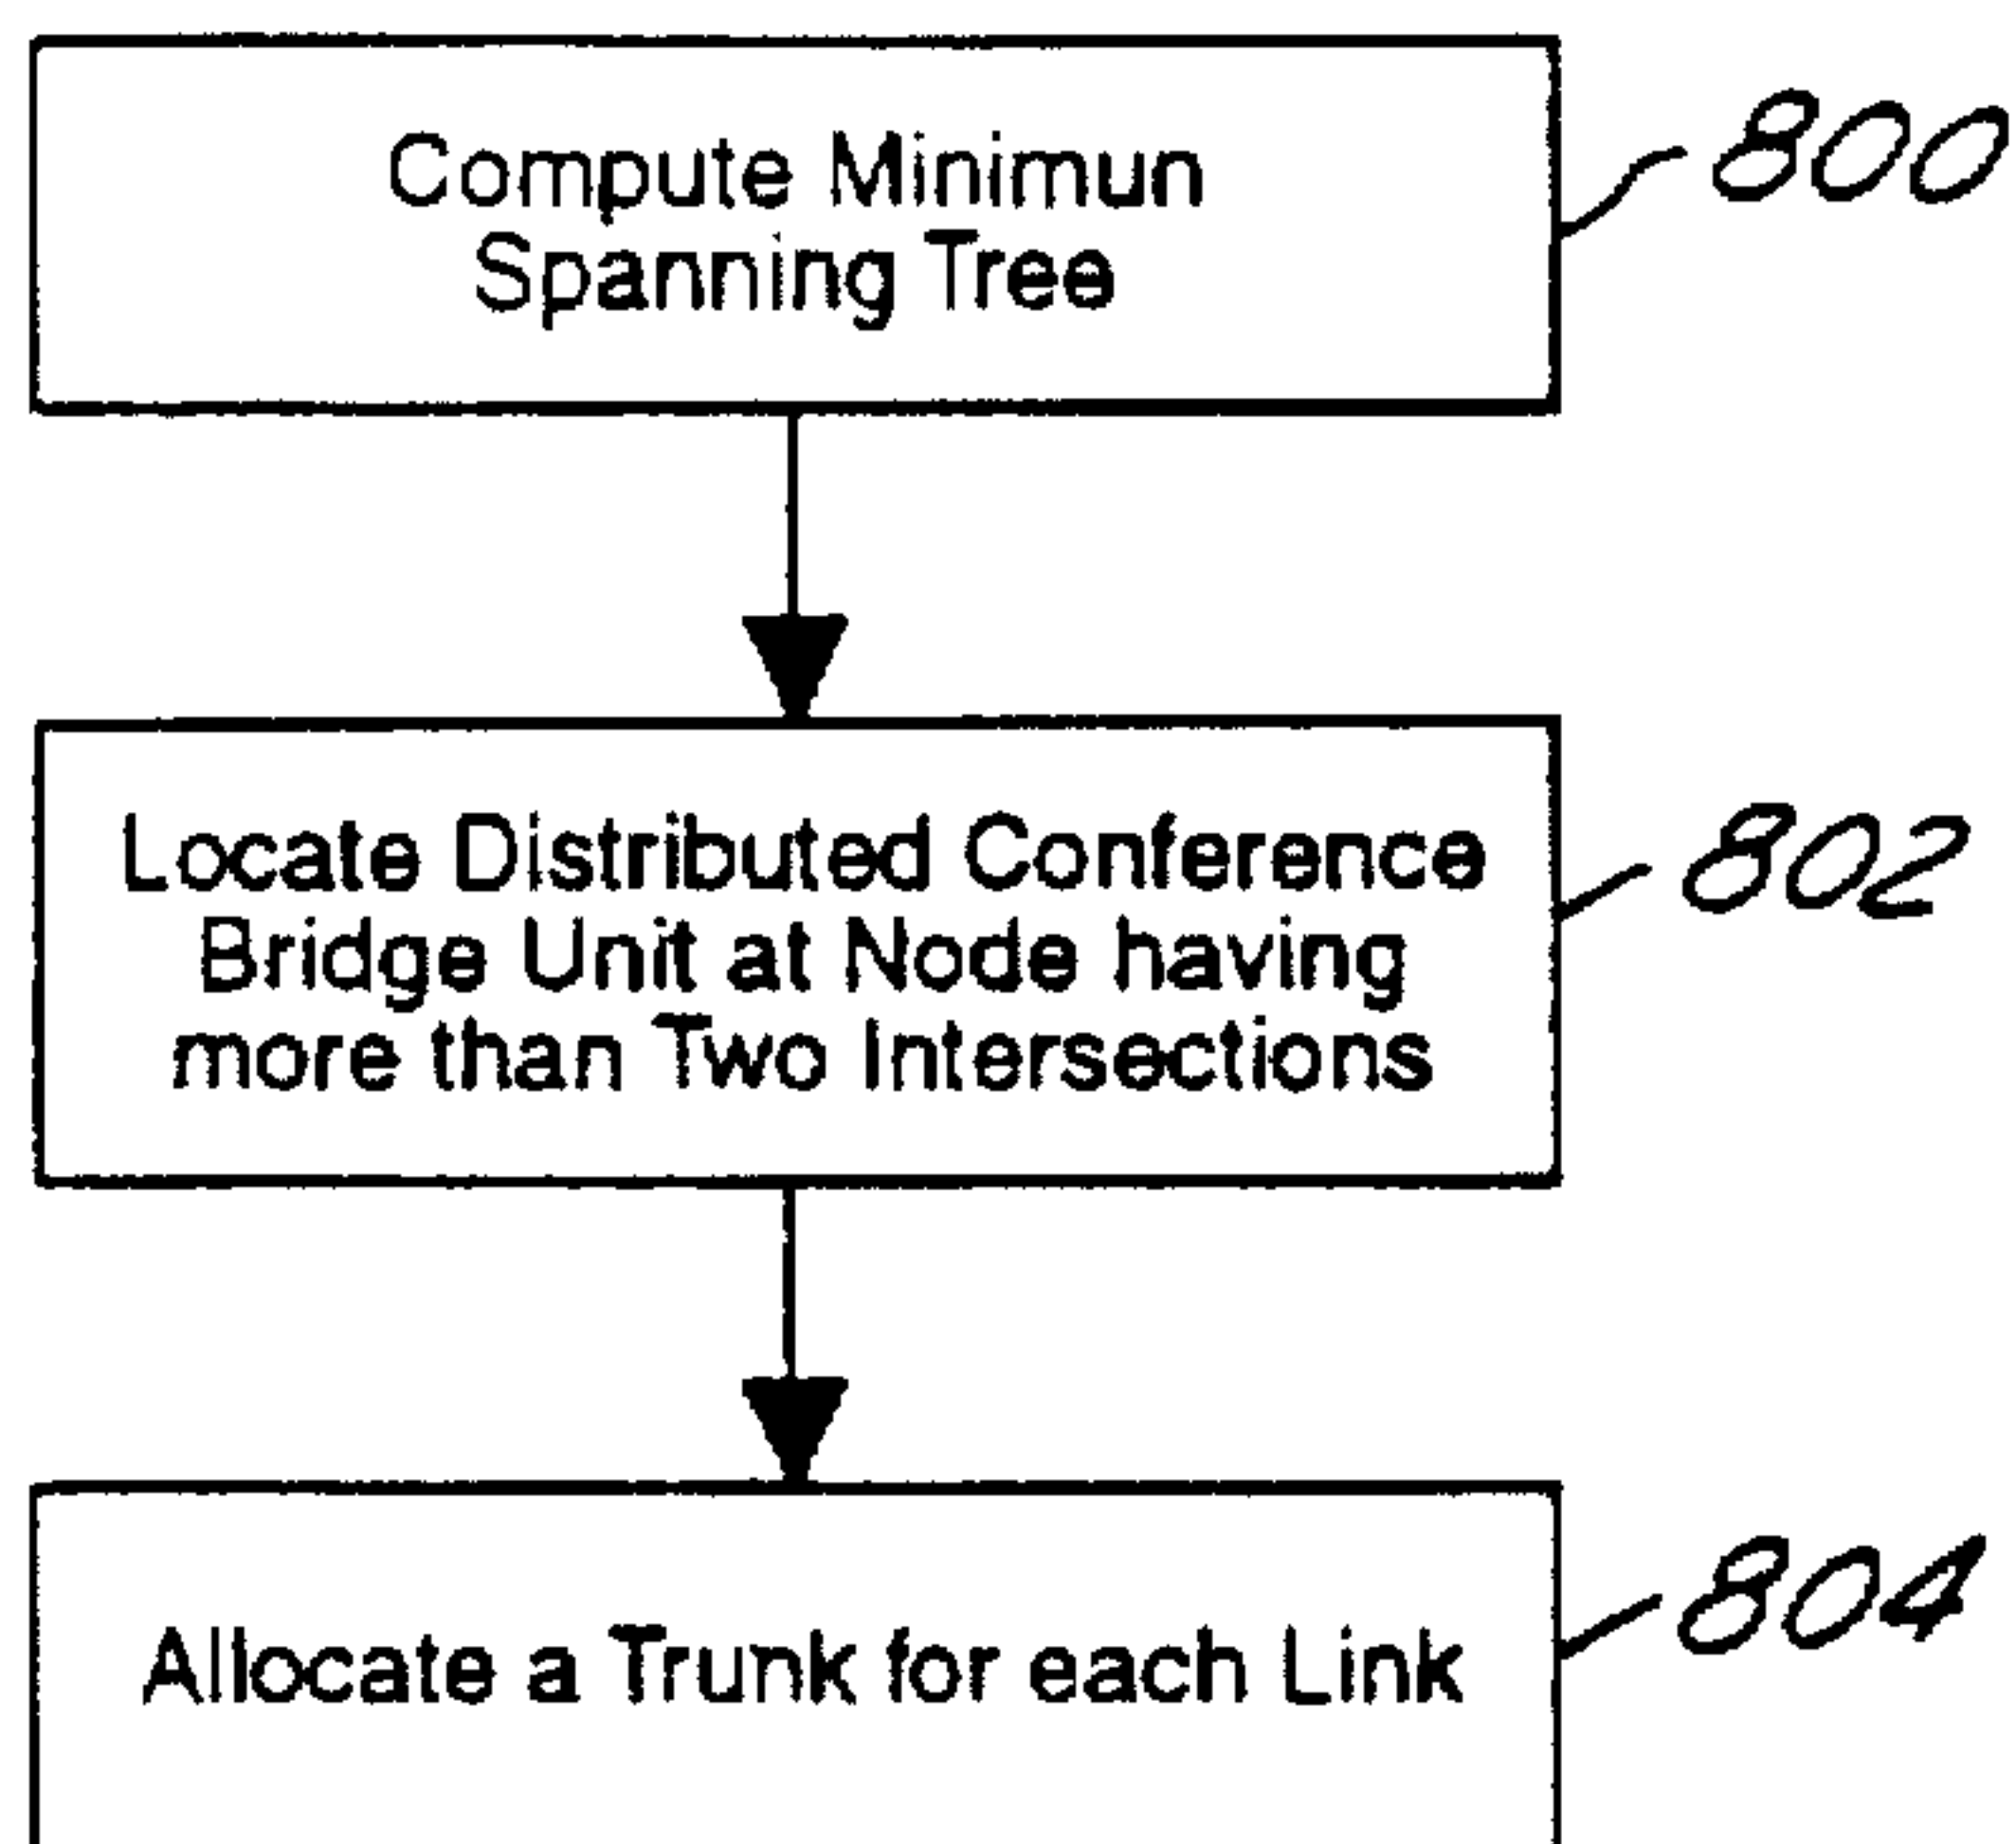 Compute Minimun
Spanning Tree
800
Locate Distributed Conference
Bridge Unit at Node having
more than Two Intersections
802
Allocate a Trunk for each Link
804